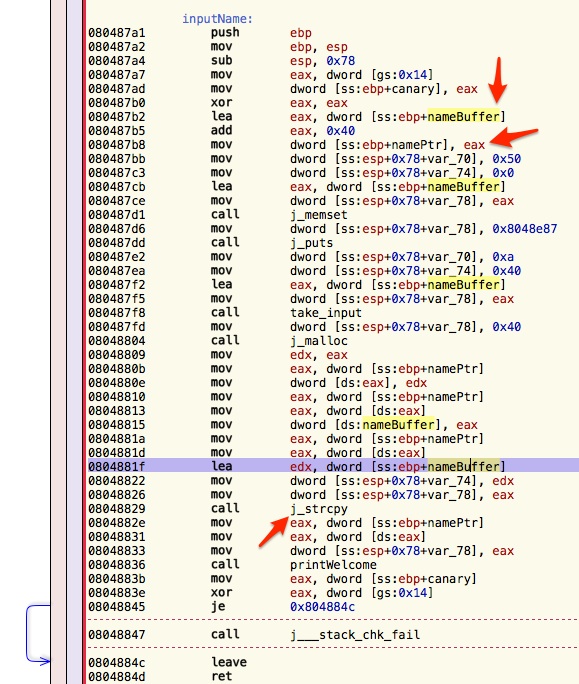 inputName:
080487a1 push ebp
080487a2 mov ebp, esp
080487a4 sub esp, 0x78
080487a7 mov eax, dword [gs:0x14]
080487ad mov dword [ss:ebp+canary], eax
080487b0 xor eax, eax
080487b2 lea eax, dword [ss:ebp+nameBuffer]
080487b5 add eax, 0x40
080487b8 mov dword [ss:ebp+namePtr], eax
080487bb mov dword [ss:esp+0x78+var_70], 0x50
080487c3 mov dword [ss:esp+0x78+var_74], 0x0
080487cb lea eax, dword [ss:ebp+nameBuffer]
080487ce mov dword [ss:esp+0x78+var_78], eax
080487d1 call j_memset
080487d6 mov dword [ss:esp+0x78+var_78], 0x8048e87
080487dd call j_puts
080487e2 mov dword [ss:esp+0x78+var_70], 0xa
080487ea mov dword [ss:esp+0x78+var_74], 0x40
080487f2 lea eax, dword [ss:ebp+nameBuffer]
080487f5 mov dword [ss:esp+0x78+var_78], eax
080487f8 call take_input
080487fd mov dword [ss:esp+0x78+var_78], 0x40
08048804 call j_malloc
08048809 mov edx, eax
0804880b mov eax, dword [ss:ebp+namePtr]
0804880e mov dword [ds:eax], edx
08048810 mov eax, dword [ss:ebp+namePtr]
08048813 mov eax, dword [ds:eax]
08048815 mov dword [ds:nameBuffer], eax
0804881a mov eax, dword [ss:ebp+namePtr]
0804881d mov eax, dword [ds:eax]
0804881f lea edx, dword [ss:ebp+nameBuffer]
08048822 mov dword [ss:esp+0x78+var_74], edx
08048826 mov dword [ss:esp+0x78+var_78], eax
08048829 call j_strcpy
0804882e mov eax, dword [ss:ebp+namePtr]
08048831 mov eax, dword [ds:eax]
08048833 mov dword [ss:esp+0x78+var_78], eax
08048836 call printWelcome
0804883b mov eax, dword [ss:ebp+canary]
0804883e xor eax, dword [gs:0x14]
08048845 je 0x804884c
08048847 call j___stack_chk_fail
0804884c leave
0804884d ret